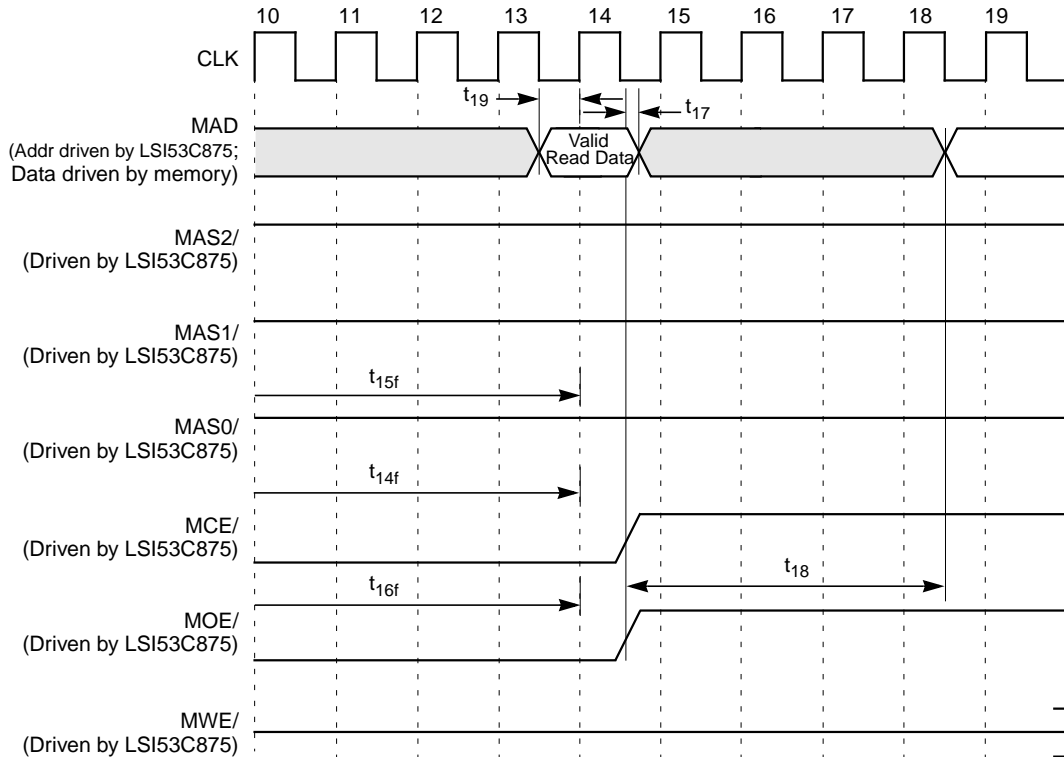 10 11 12 13 14 15 16 17 18 19
CLK
t19
t17
MAD
(Addr driven by LSI53C875;
Data driven by memory)
Valid
Read Data
MAS2/
(Driven by LSI53C875)
MAS1/
(Driven by LSI53C875)
t15f
MAS0/
(Driven by LSI53C875)
t14f
MCE/
(Driven by LSI53C875)
t18
t16f
MOE/
(Driven by LSI53C875)
MWE/
(Driven by LSI53C875)